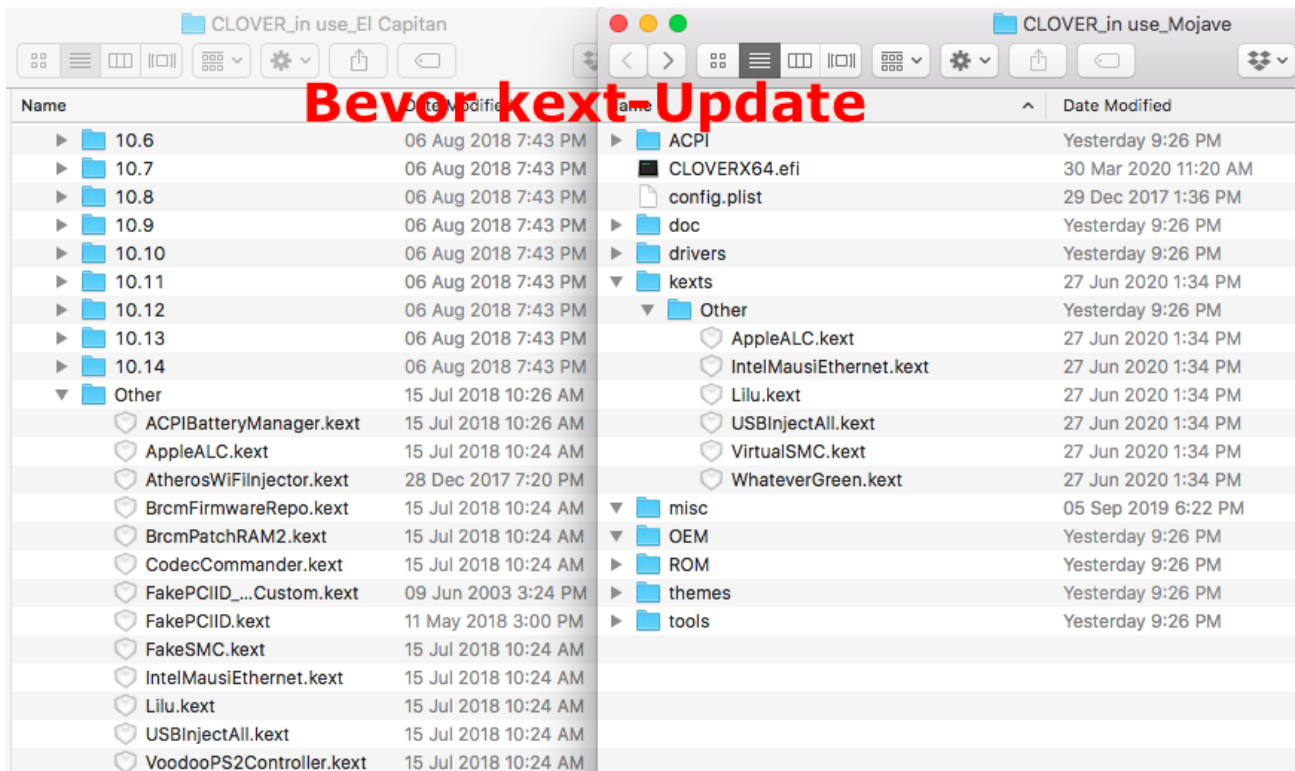 CLOVER_in use_El Capitan
CLOVER_in use_Mojave
Bevor kext-Update
Name
10.6 06 Aug 2018 7:43 PM
10.7 06 Aug 2018 7:43 PM
10.8 06 Aug 2018 7:43 PM
10.9 06 Aug 2018 7:43 PM
10.10 06 Aug 2018 7:43 PM
10.11 06 Aug 2018 7:43 PM
10.12 06 Aug 2018 7:43 PM
10.13 06 Aug 2018 7:43 PM
10.14 06 Aug 2018 7:43 PM
Other 15 Jul 2018 10:26 AM
ACPIBatteryManager.kext 15 Jul 2018 10:26 AM
AppleALC.kext 15 Jul 2018 10:24 AM
AtherosWiFiInjector.kext 28 Dec 2017 7:20 PM
BrcmFirmwareRepo.kext 15 Jul 2018 10:24 AM
BrcmPatchRAM2.kext 15 Jul 2018 10:24 AM
CodecCommander.kext 15 Jul 2018 10:24 AM
FakePCIID_...Custom.kext 09 Jun 2003 3:24 PM
FakePCIID.kext 11 May 2018 3:00 PM
FakeSMC.kext 15 Jul 2018 10:24 AM
IntelMausiEthernet.kext 15 Jul 2018 10:24 AM
Lilu.kext 15 Jul 2018 10:24 AM
USBInjectAll.kext 15 Jul 2018 10:24 AM
VoodooPS2Controller.kext 15 Jul 2018 10:24 AM
Date Modified
ACPI Yesterday 9:26 PM
CLOVERX64.efi 30 Mar 2020 11:20 AM
config.plist 29 Dec 2017 1:36 PM
doc Yesterday 9:26 PM
drivers Yesterday 9:26 PM
kexts 27 Jun 2020 1:34 PM
Other Yesterday 9:26 PM
AppleALC.kext 27 Jun 2020 1:34 PM
IntelMausiEthernet.kext 27 Jun 2020 1:34 PM
Lilu.kext 27 Jun 2020 1:34 PM
USBInjectAll.kext 27 Jun 2020 1:34 PM
VirtualSMC.kext 27 Jun 2020 1:34 PM
WhateverGreen.kext 27 Jun 2020 1:34 PM
misc 05 Sep 2019 6:22 PM
OEM Yesterday 9:26 PM
ROM Yesterday 9:26 PM
themes Yesterday 9:26 PM
tools Yesterday 9:26 PM